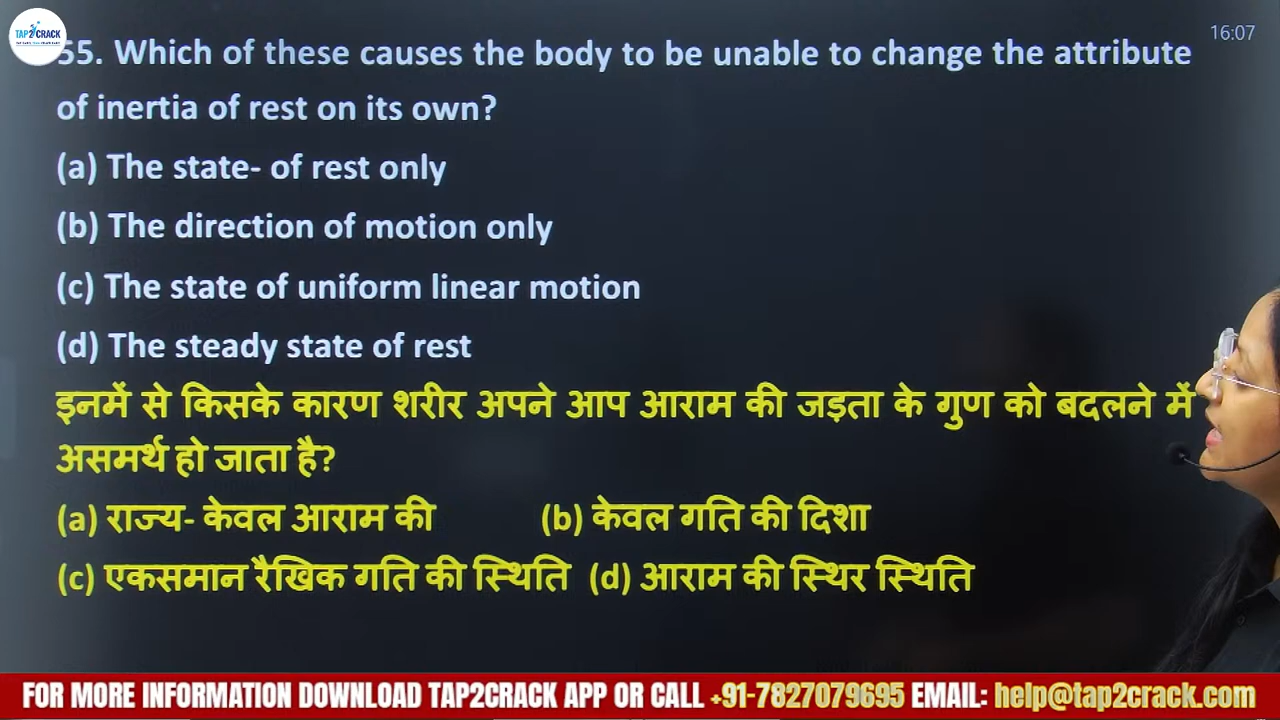 TAP2CRACK
16:07
55. Which of these causes the body to be unable to change the attribute
of inertia of rest on its own?
(a) The state- of rest only
(b) The direction of motion only
(c) The state of uniform linear motion
(d) The steady state of rest
इनमें से किसके कारण शरीर अपने आप आराम की जड़ता के गुण को बदलने में
असमर्थ हो जाता है?
(a) राज्य- केवल आराम की (b) केवल गति की दिशा
(c) एकसमान रैखिक गति की स्थिति (d) आराम की स्थिर स्थिति
FOR MORE INFORMATION DOWNLOAD TAP2CRACK APP OR CALL +91-7827079695 EMAIL: help@tap2crack.com